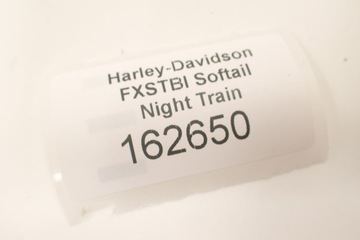 Harley-Davidson
FXSTBI Softail
Night Train
162650